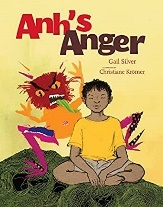 Anh's
Anger
Gail Silver
Christiane Krömer